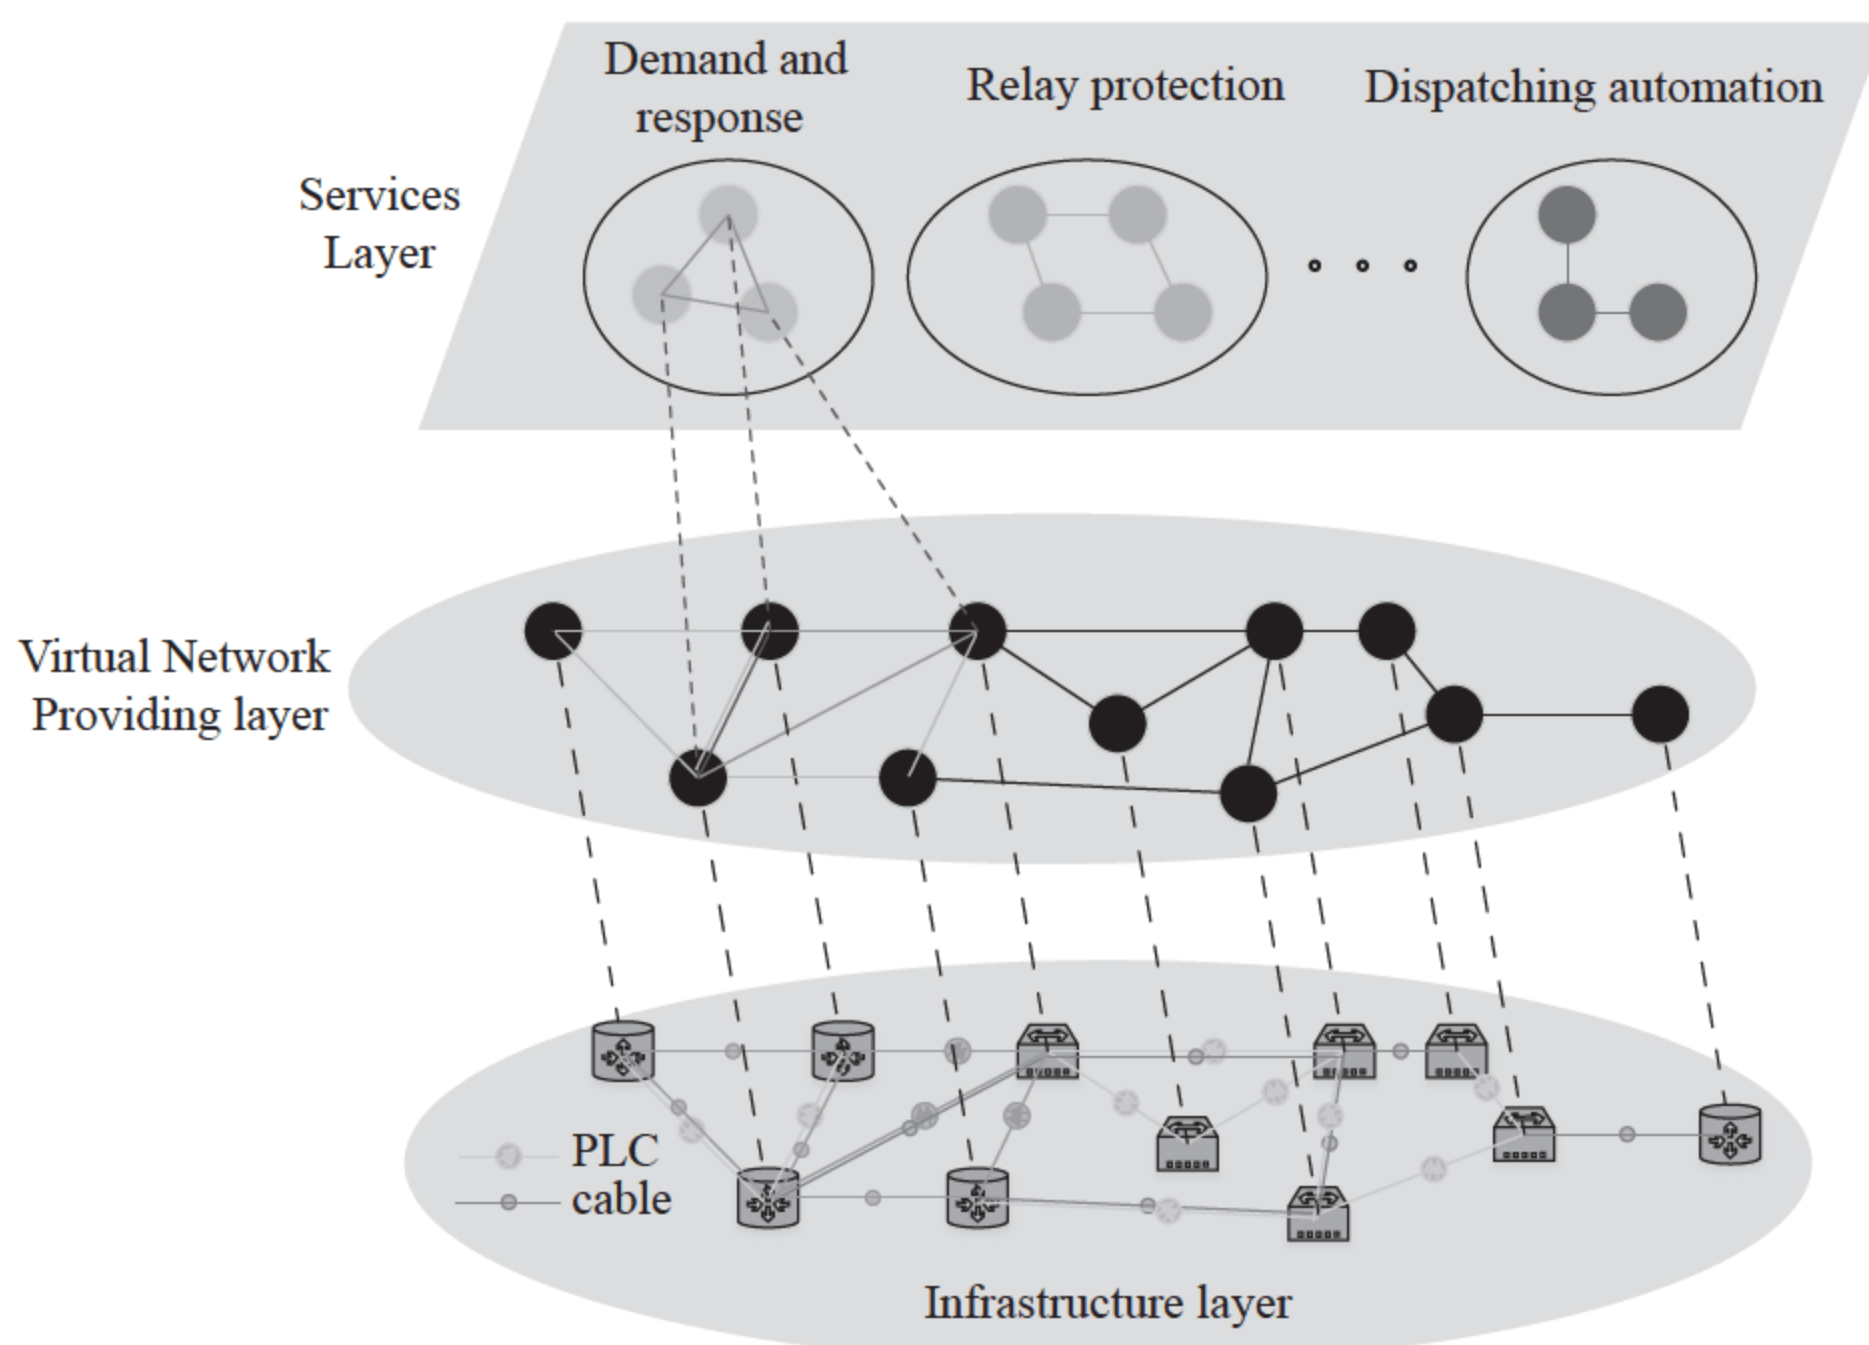 Demand and
response
Relay protection
Dispatching automation
Services
Layer
Virtual Network
Providing layer
PLC
cable
Infrastructure layer